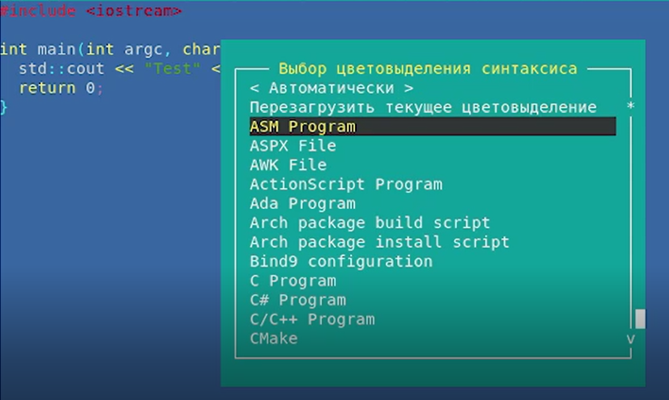 #include <iostream>
int main(int argc, char
std::cout << "Test" <
return 0;
}
Выбор цветовыделения синтаксиса
< Автоматически >
Перезагрузить текущее цветовыделение *
ASM Program
ASPX File
AWK File
ActionScript Program
Ada Program
Arch package build script
Arch package install script
Bind9 configuration
C Program
C# Program
C/C++ Program
CMake v